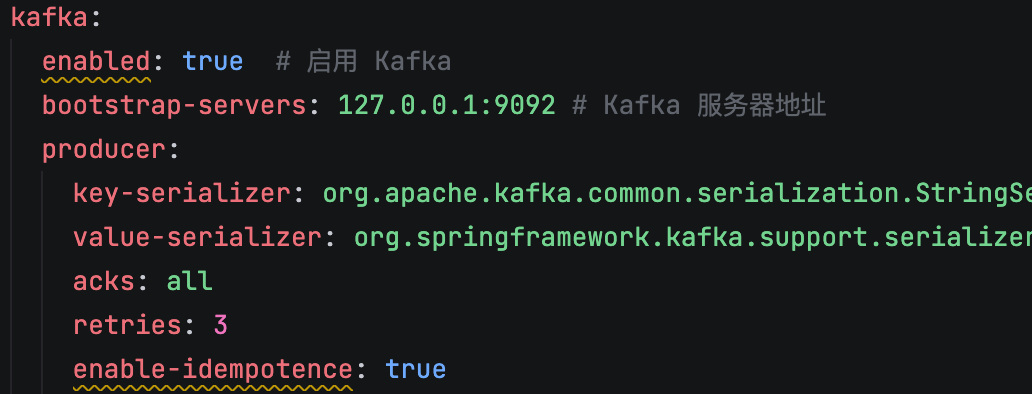 kafka:
enabled: true # 启用 Kafka
bootstrap-servers: 127.0.0.1:9092 # Kafka 服务器地址
producer:
key-serializer: org.apache.kafka.common.serialization.StringSe
value-serializer: org.springframework.kafka.support.serializer
acks: all
retries: 3
enable-idempotence: true